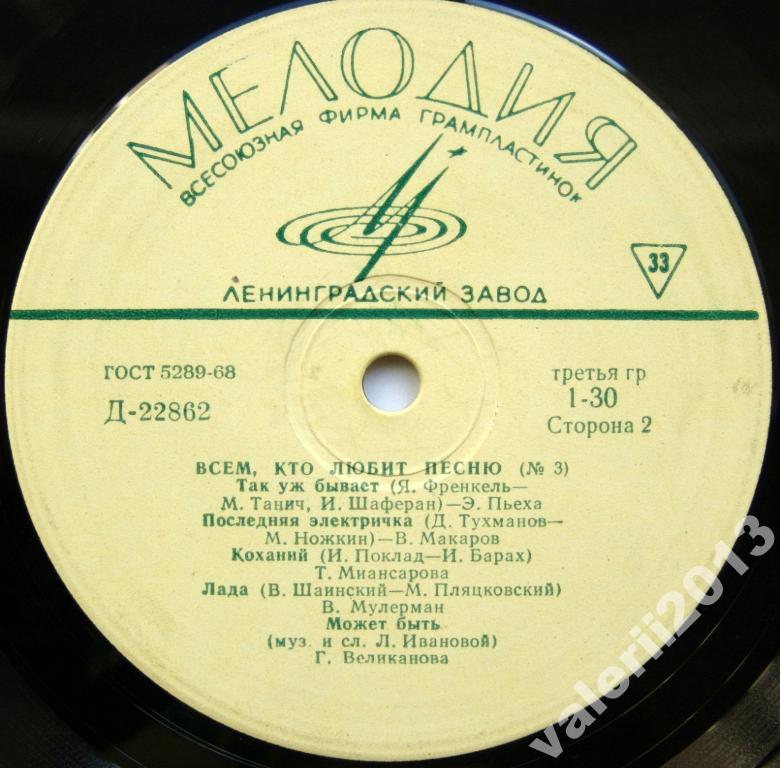 МЕЛОДИЯ
ВСЕСОЮЗНАЯ ФИРМА ГРАМПЛАСТИНОК
33
ЛЕНИНГРАДСКИЙ ЗАВОД
ГОСТ 5289-68
третья гр
Д-22862
1-30
Сторона 2
ВСЕМ, КТО ЛЮБИТ ПЕСНЮ (№ 3)
Так уж бывает (Я. Френкель—
М. Танич, И. Шаферан)—Э. Пьеха
Последняя электричка (Д. Тухманов—
М. Ножкин)—В. Макаров
Коханий (И. Поклад—И. Барах)
Т. Миансарова
Лада (В. Шаинский—М. Пляцковский)
В. Мулерман
Может быть
(муз. и сл. Л. Ивановой)
Г. Великанова
valerii2013